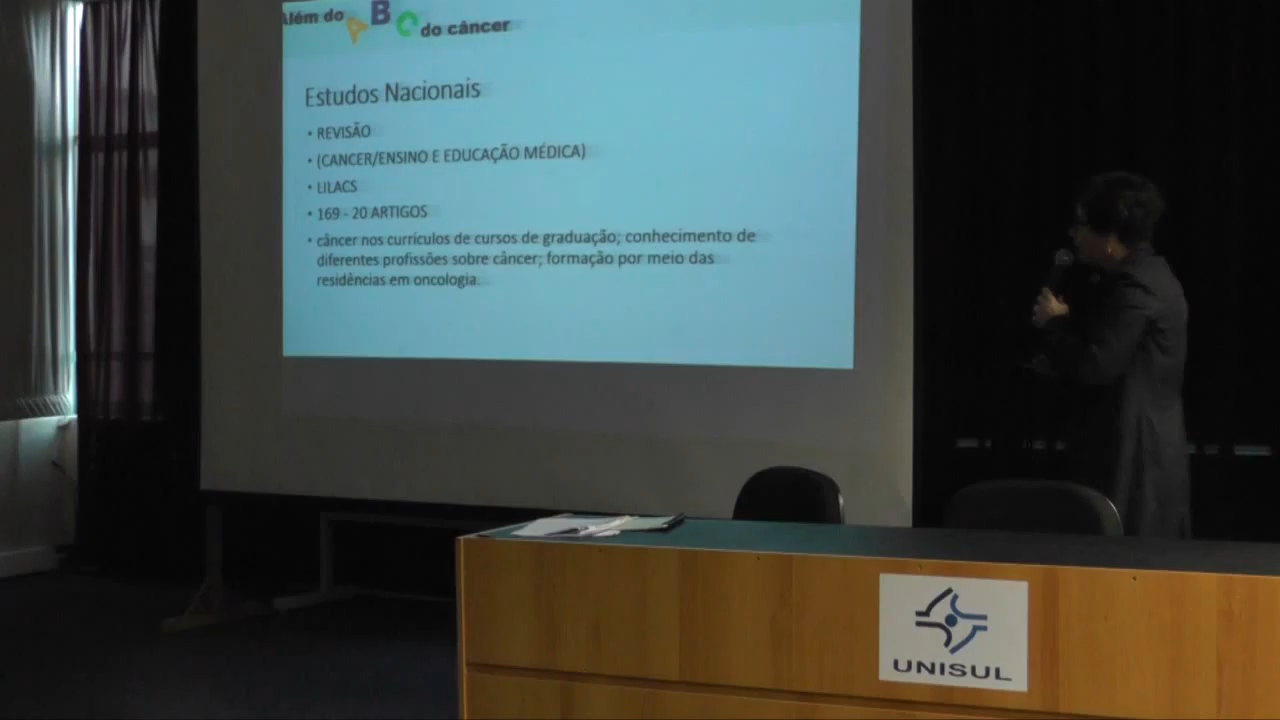 Além do ABC do câncer
Estudos Nacionais
• REVISÃO
• (CANCER/ENSINO E EDUCAÇÃO MÉDICA)
• LILACS
• 169 - 20 ARTIGOS
• câncer nos currículos de cursos de graduação; conhecimento de
diferentes profissões sobre câncer; formação por meio das
residências em oncologia.
UNISUL